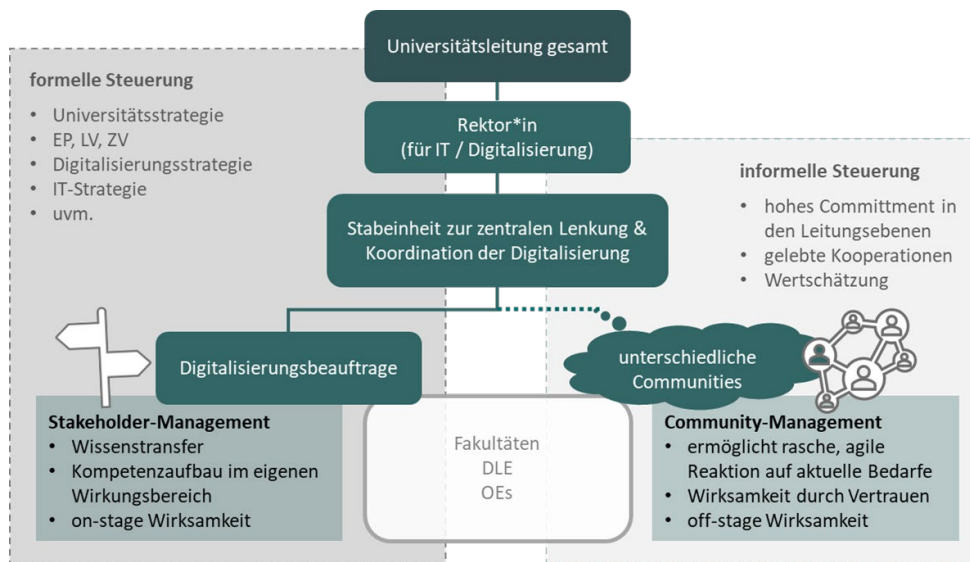 Universitätsleitung gesamt
formelle Steuerung
• Universitätsstrategie
• EP, LV, ZV
• Digitalisierungsstrategie
• IT-Strategie
• uvm.
Rektor*in
(für IT / Digitalisierung)
informelle Steuerung
• hohes Committment in
den Leitungsebenen
• gelebte Kooperationen
• Wertschätzung
Stabeinheit zur zentralen Lenkung &
Koordination der Digitalisierung
Digitalisierungsbeauftrage
unterschiedliche
Communities
Stakeholder-Management
• Wissenstransfer
• Kompetenzaufbau im eigenen
Wirkungsbereich
• on-stage Wirksamkeit
Fakultäten
DLE
OEs
Community-Management
• ermöglicht rasche, agile
Reaktion auf aktuelle Bedarfe
• Wirksamkeit durch Vertrauen
• off-stage Wirksamkeit